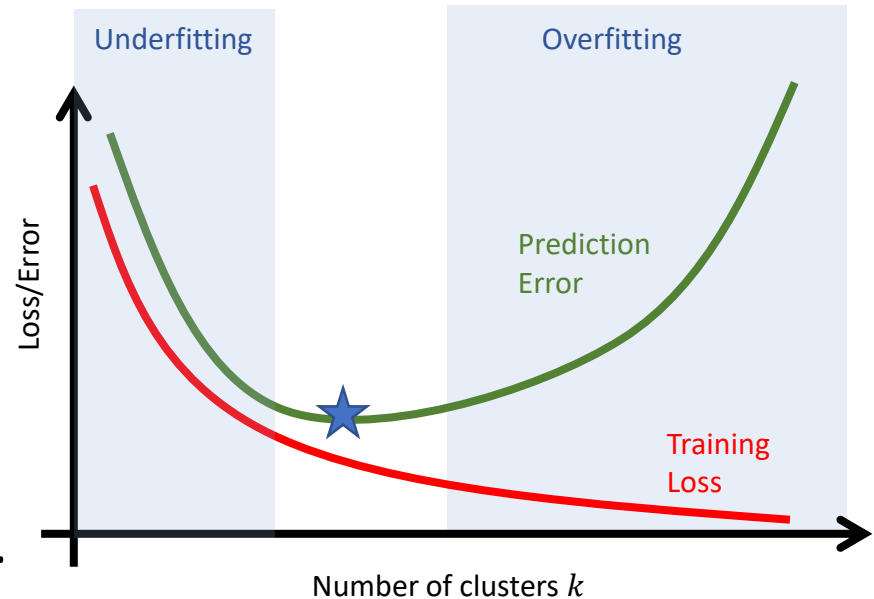 Underfitting
Overfitting
Loss/Error
Prediction
Error
Training
Loss
Number of clusters k